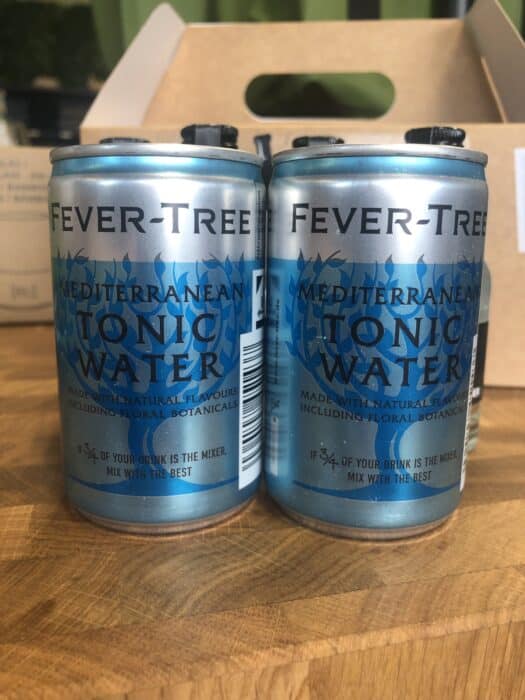 FEVER-TREE
MEDITERRANEAN
TONIC
WATER
MADE WITH NATURAL FLAVOURS
INCLUDING FLORAL BOTANICALS
IF 3/4 OF YOUR DRINK IS THE MIXER,
MIX WITH THE BEST
FEVER-TREE
MEDITERRANEAN
TONIC
WATER
MADE WITH NATURAL FLAVOU
INCLUDING FLORAL BOTANICAL
IF 3/4 OF YOUR DRINK IS THE MIXER,
MIX WITH THE BEST